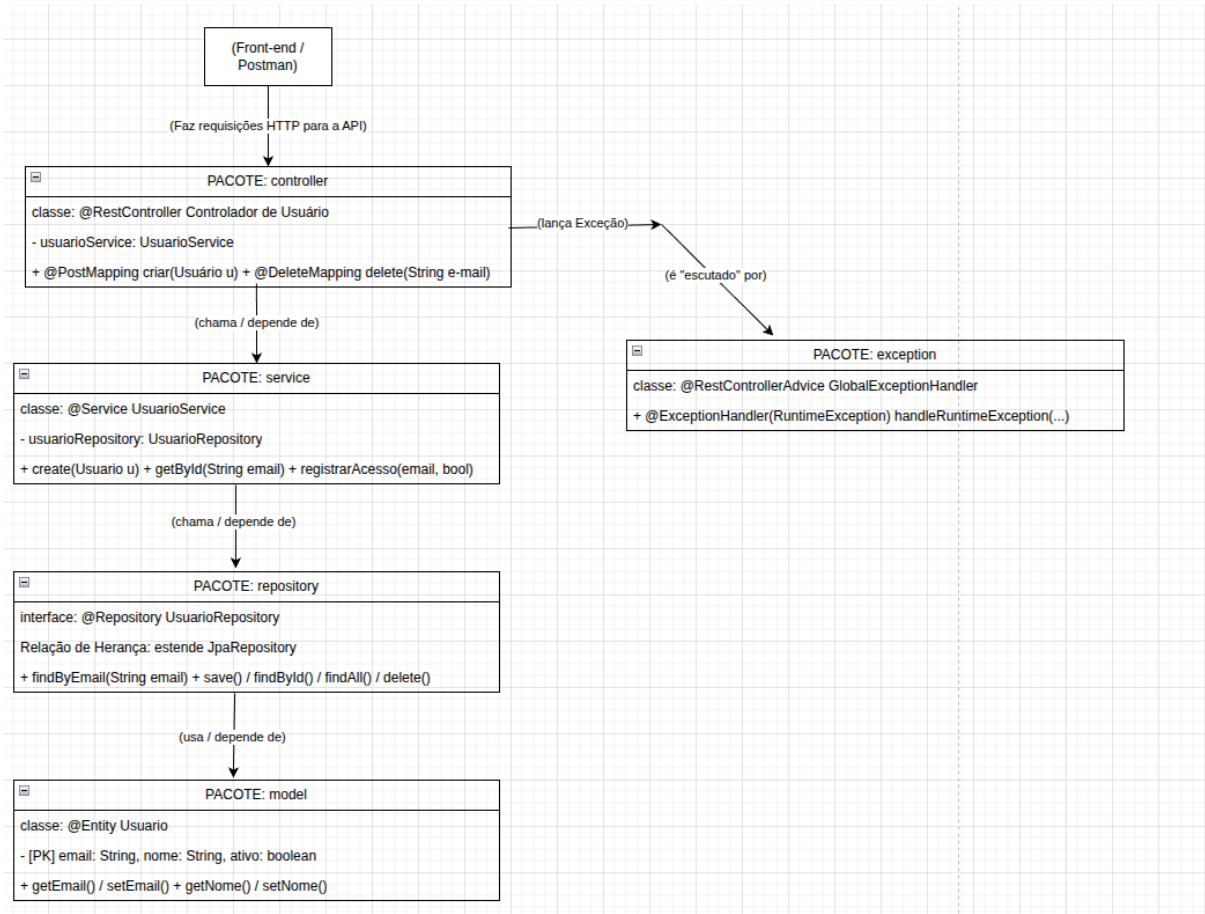 (Front-end /
Postman)
(Faz requisições HTTP para a API)
PACOTE: controller
classe: @RestController Controlador de Usuário
- usuarioService: UsuarioService
+ @PostMapping criar(Usuário u) + @DeleteMapping delete(String e-mail)
(lança Exceção)
(é "escutado" por)
(chama / depende de)
PACOTE: exception
classe: @RestControllerAdvice GlobalExceptionHandler
+ @ExceptionHandler(RuntimeException) handleRuntimeException(...)
PACOTE: service
classe: @Service UsuarioService
- usuarioRepository: UsuarioRepository
+ create(Usuario u) + getById(String email) + registrarAcesso(email, bool)
(chama / depende de)
PACOTE: repository
interface: @Repository UsuarioRepository
Relação de Herança: estende JpaRepository
+ findByEmail(String email) + save() / findById() / findAll() / delete()
(usa / depende de)
PACOTE: model
classe: @Entity Usuario
- [PK] email: String, nome: String, ativo: boolean
+ getEmail() / setEmail() + getNome() / setNome()